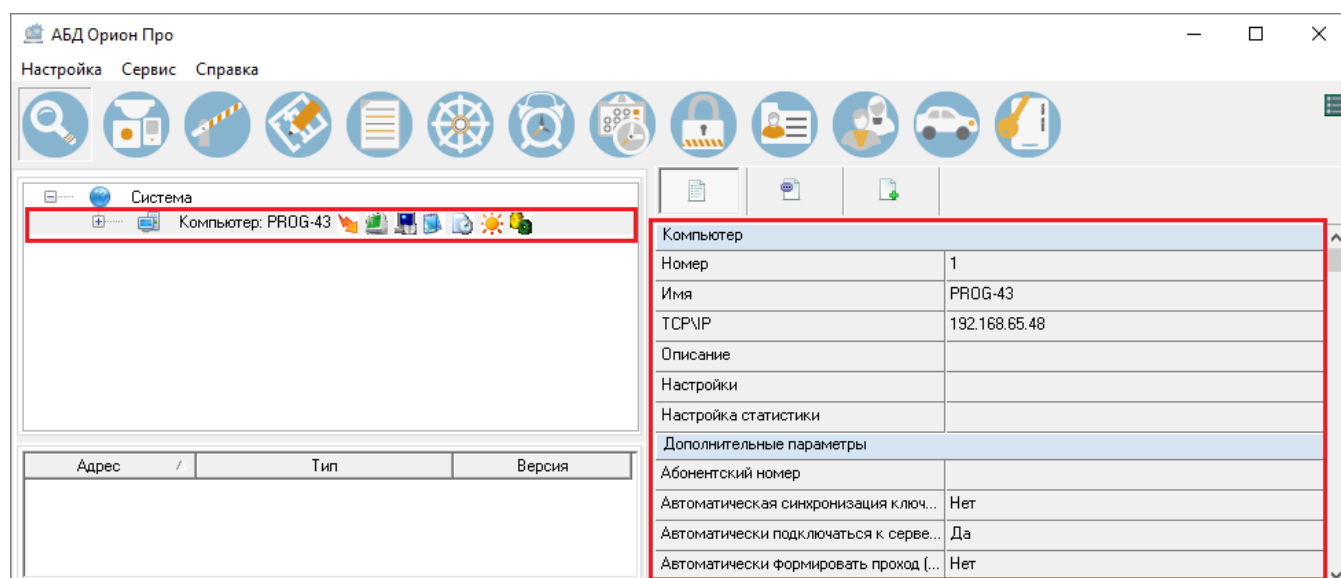 АБД Орион Про
Настройка Сервис Справка
Система
Компьютер: PROG-43
Адрес Тип Версия
Компьютер
Номер 1
Имя PROG-43
TCP\IP 192.168.65.48
Описание
Настройки
Настройка статистики
Дополнительные параметры
Абонентский номер
Автоматическая синхронизация ключ... Нет
Автоматически подключаться к серве... Да
Автоматически формировать проход (... Нет